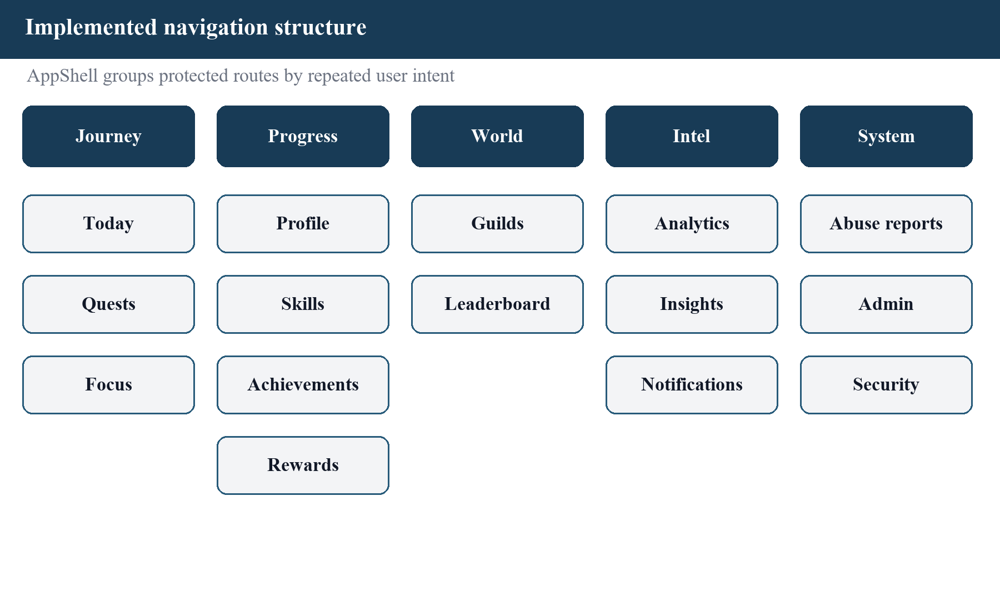 Implemented navigation structure
AppShell groups protected routes by repeated user intent
Journey
Progress
World
Intel
System
Today
Profile
Guilds
Analytics
Abuse reports
Quests
Skills
Leaderboard
Insights
Admin
Focus
Achievements
Notifications
Security
Rewards